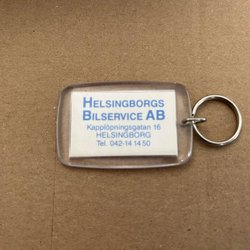 HELSINGBORGS
BILSERVICE AB
Kapplöpningsgatan 16
HELSINGBORG
Tel. 042-14 14 50